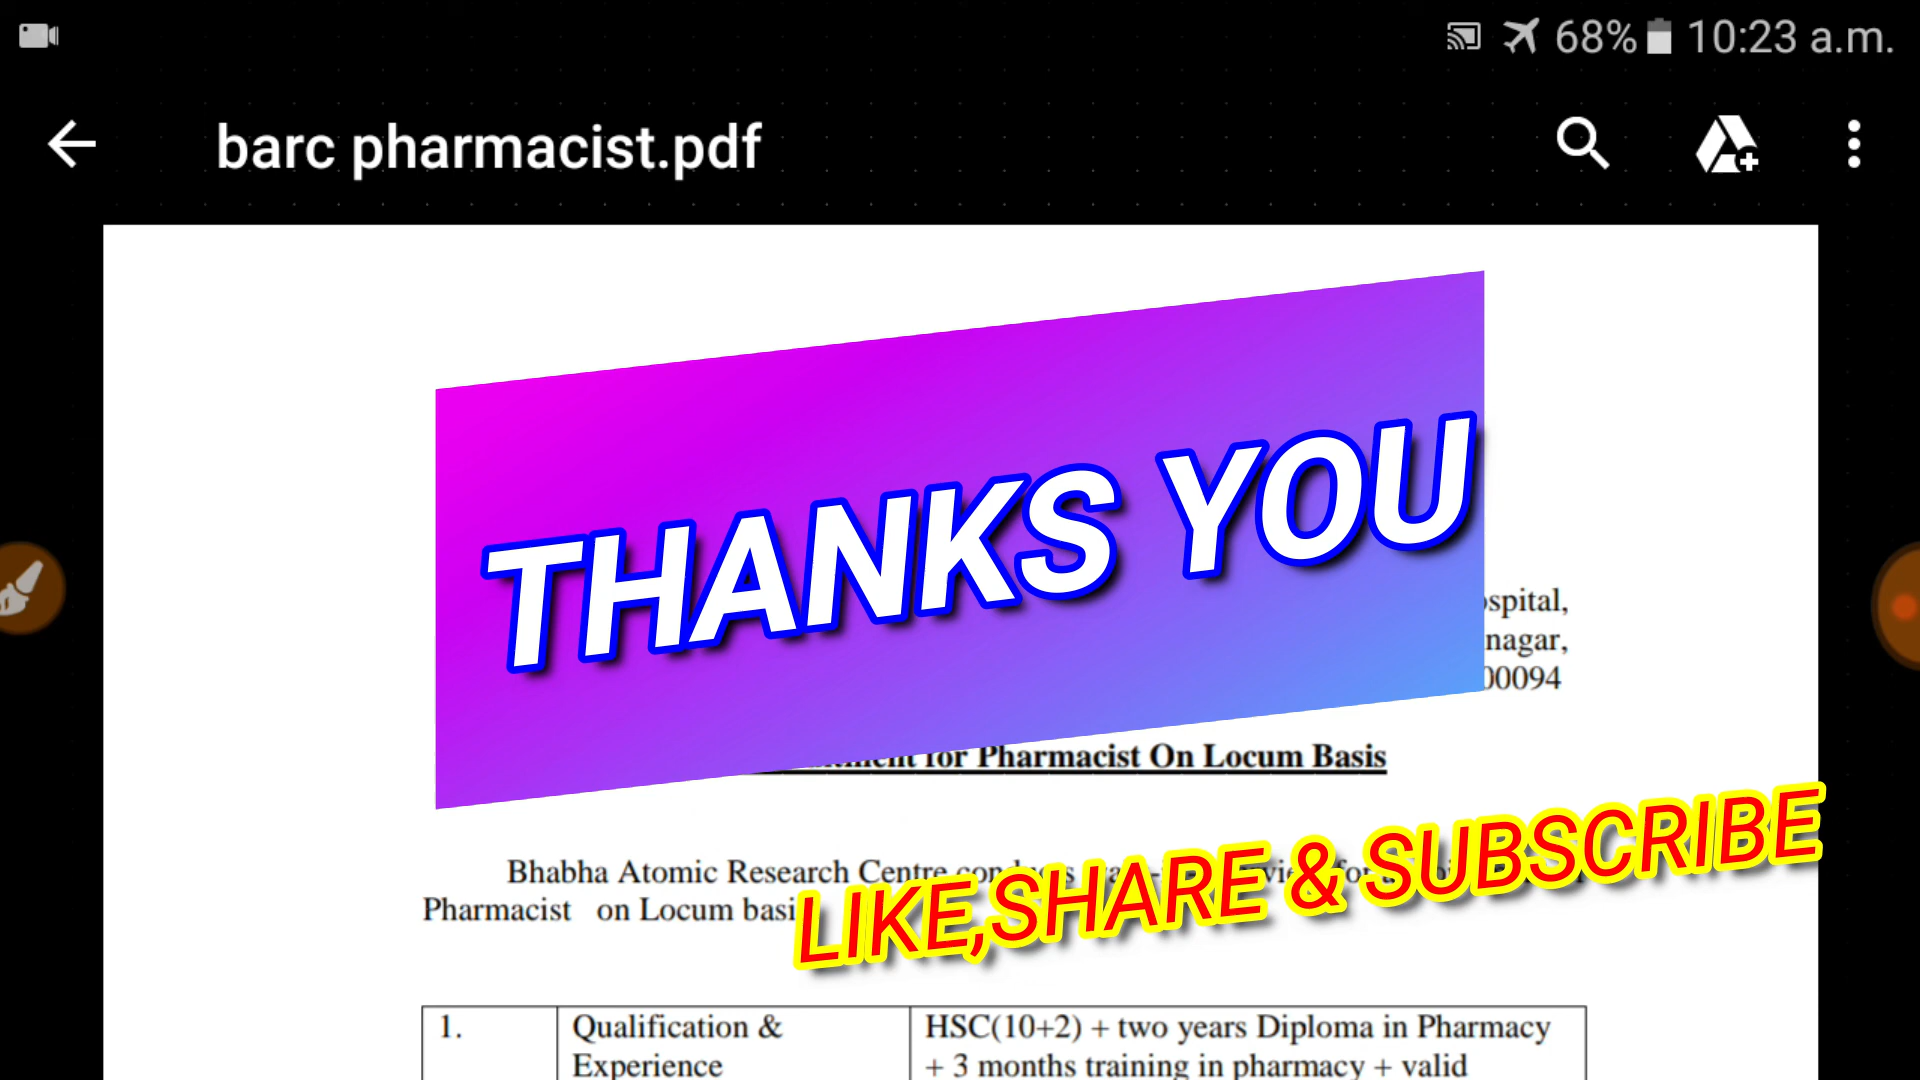 68% 10:23 a.m.
barc pharmacist.pdf
THANKS YOU
nagar,
00094
for Pharmacist On Locum Basis
Bhabha Atomic Research Centre
Pharmacist on Locum
LIKE,SHARE & SUBSCRIBE
1. Qualification & HSC(10+2) + two years Diploma in Pharmacy
Experience + 3 months training in pharmacy + valid